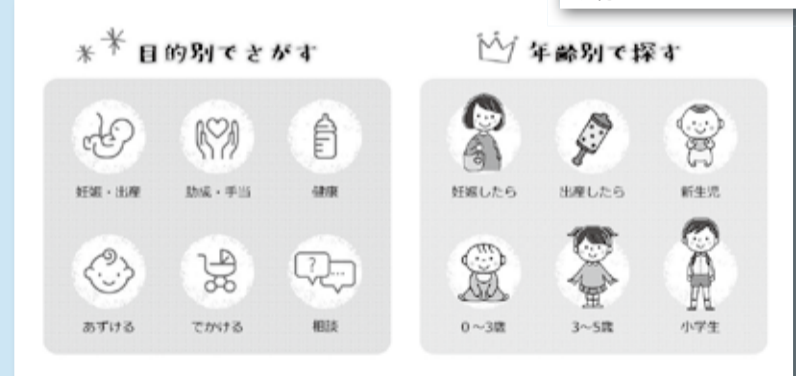 目的別でさがす
妊娠・出産 助成・手当 健康
あずける でかける 相談
?
...
年齢別で探す
妊娠したら 出産したら 新生児
0〜3歳 3〜5歳 小学生